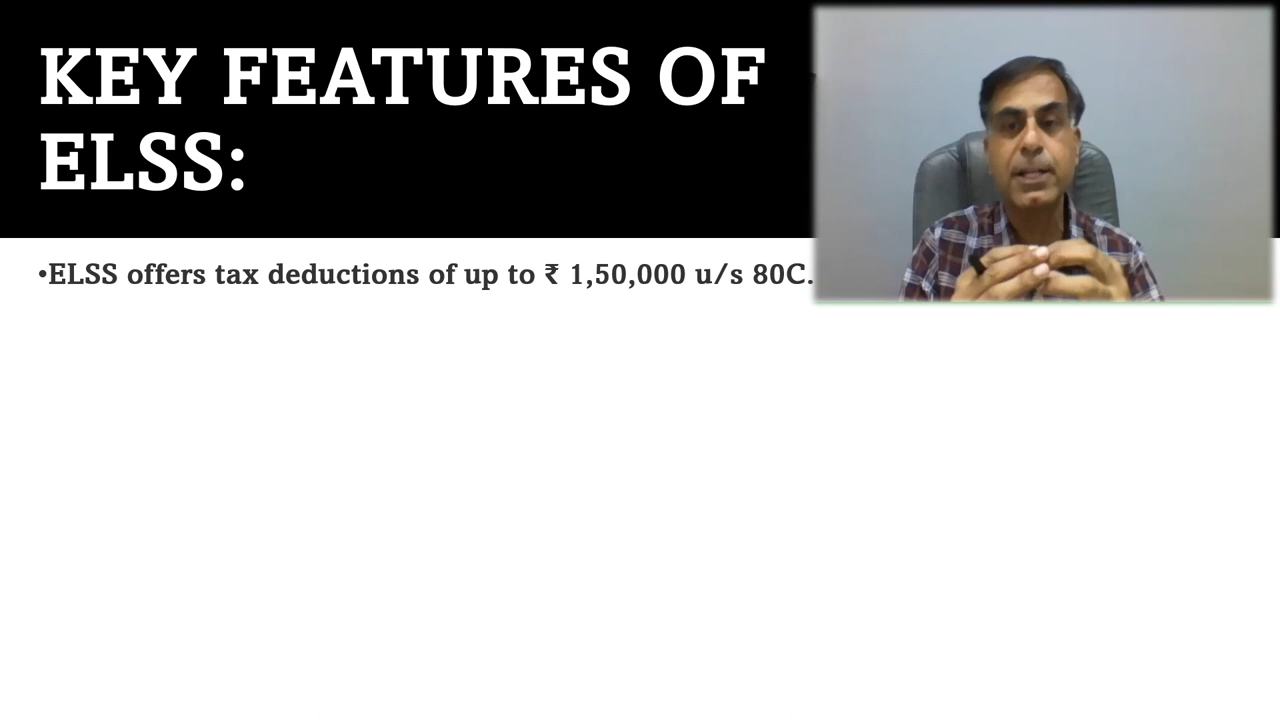 KEY FEATURES OF
ELSS:
•ELSS offers tax deductions of up to ₹ 1,50,000 u/s 80C.